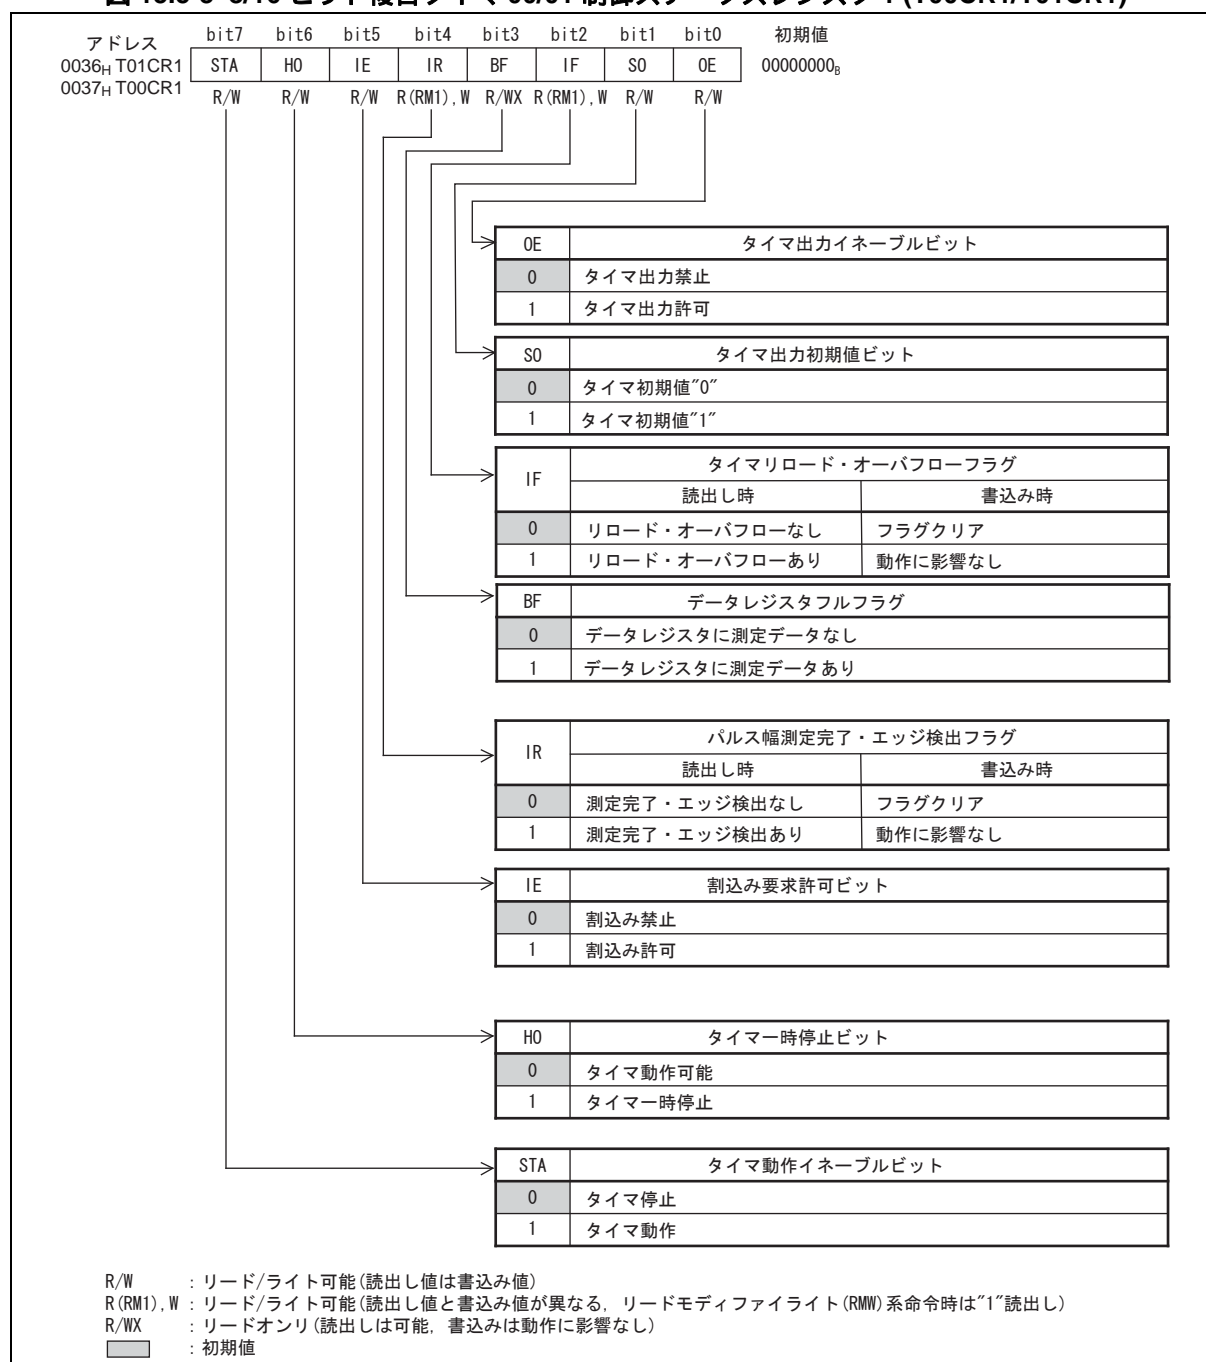 アドレス bit7 bit6 bit5 bit4 bit3 bit2 bit1 bit0 初期値
0036H T01CR1 STA HO IE IR BF IF SO OE 00000000B
0037H T00CR1 R/W R/W R/W R(RM1),W R/WX R(RM1),W R/W R/W
OE タイマ出力イネーブルビット
0 タイマ出力禁止
1 タイマ出力許可
SO タイマ出力初期値ビット
0 タイマ初期値"0"
1 タイマ初期値"1"
IF タイマリロード・オーバフローフラグ
読出し時 書込み時
0 リロード・オーバフローなし フラグクリア
1 リロード・オーバフローあり 動作に影響なし
BF データレジスタフルフラグ
0 データレジスタに測定データなし
1 データレジスタに測定データあり
IR パルス幅測定完了・エッジ検出フラグ
読出し時 書込み時
0 測定完了・エッジ検出なし フラグクリア
1 測定完了・エッジ検出あり 動作に影響なし
IE 割込み要求許可ビット
0 割込み禁止
1 割込み許可
HO タイマ一時停止ビット
0 タイマ動作可能
1 タイマ一時停止
STA タイマ動作イネーブルビット
0 タイマ停止
1 タイマ動作
R/W : リード/ライト可能(読出し値は書込み値)
R(RM1),W : リード/ライト可能(読出し値と書込み値が異なる, リードモディファイライト(RMW)系命令時は"1"読出し)
R/WX : リードオンリ(読出しは可能, 書込みは動作に影響なし)
: 初期値